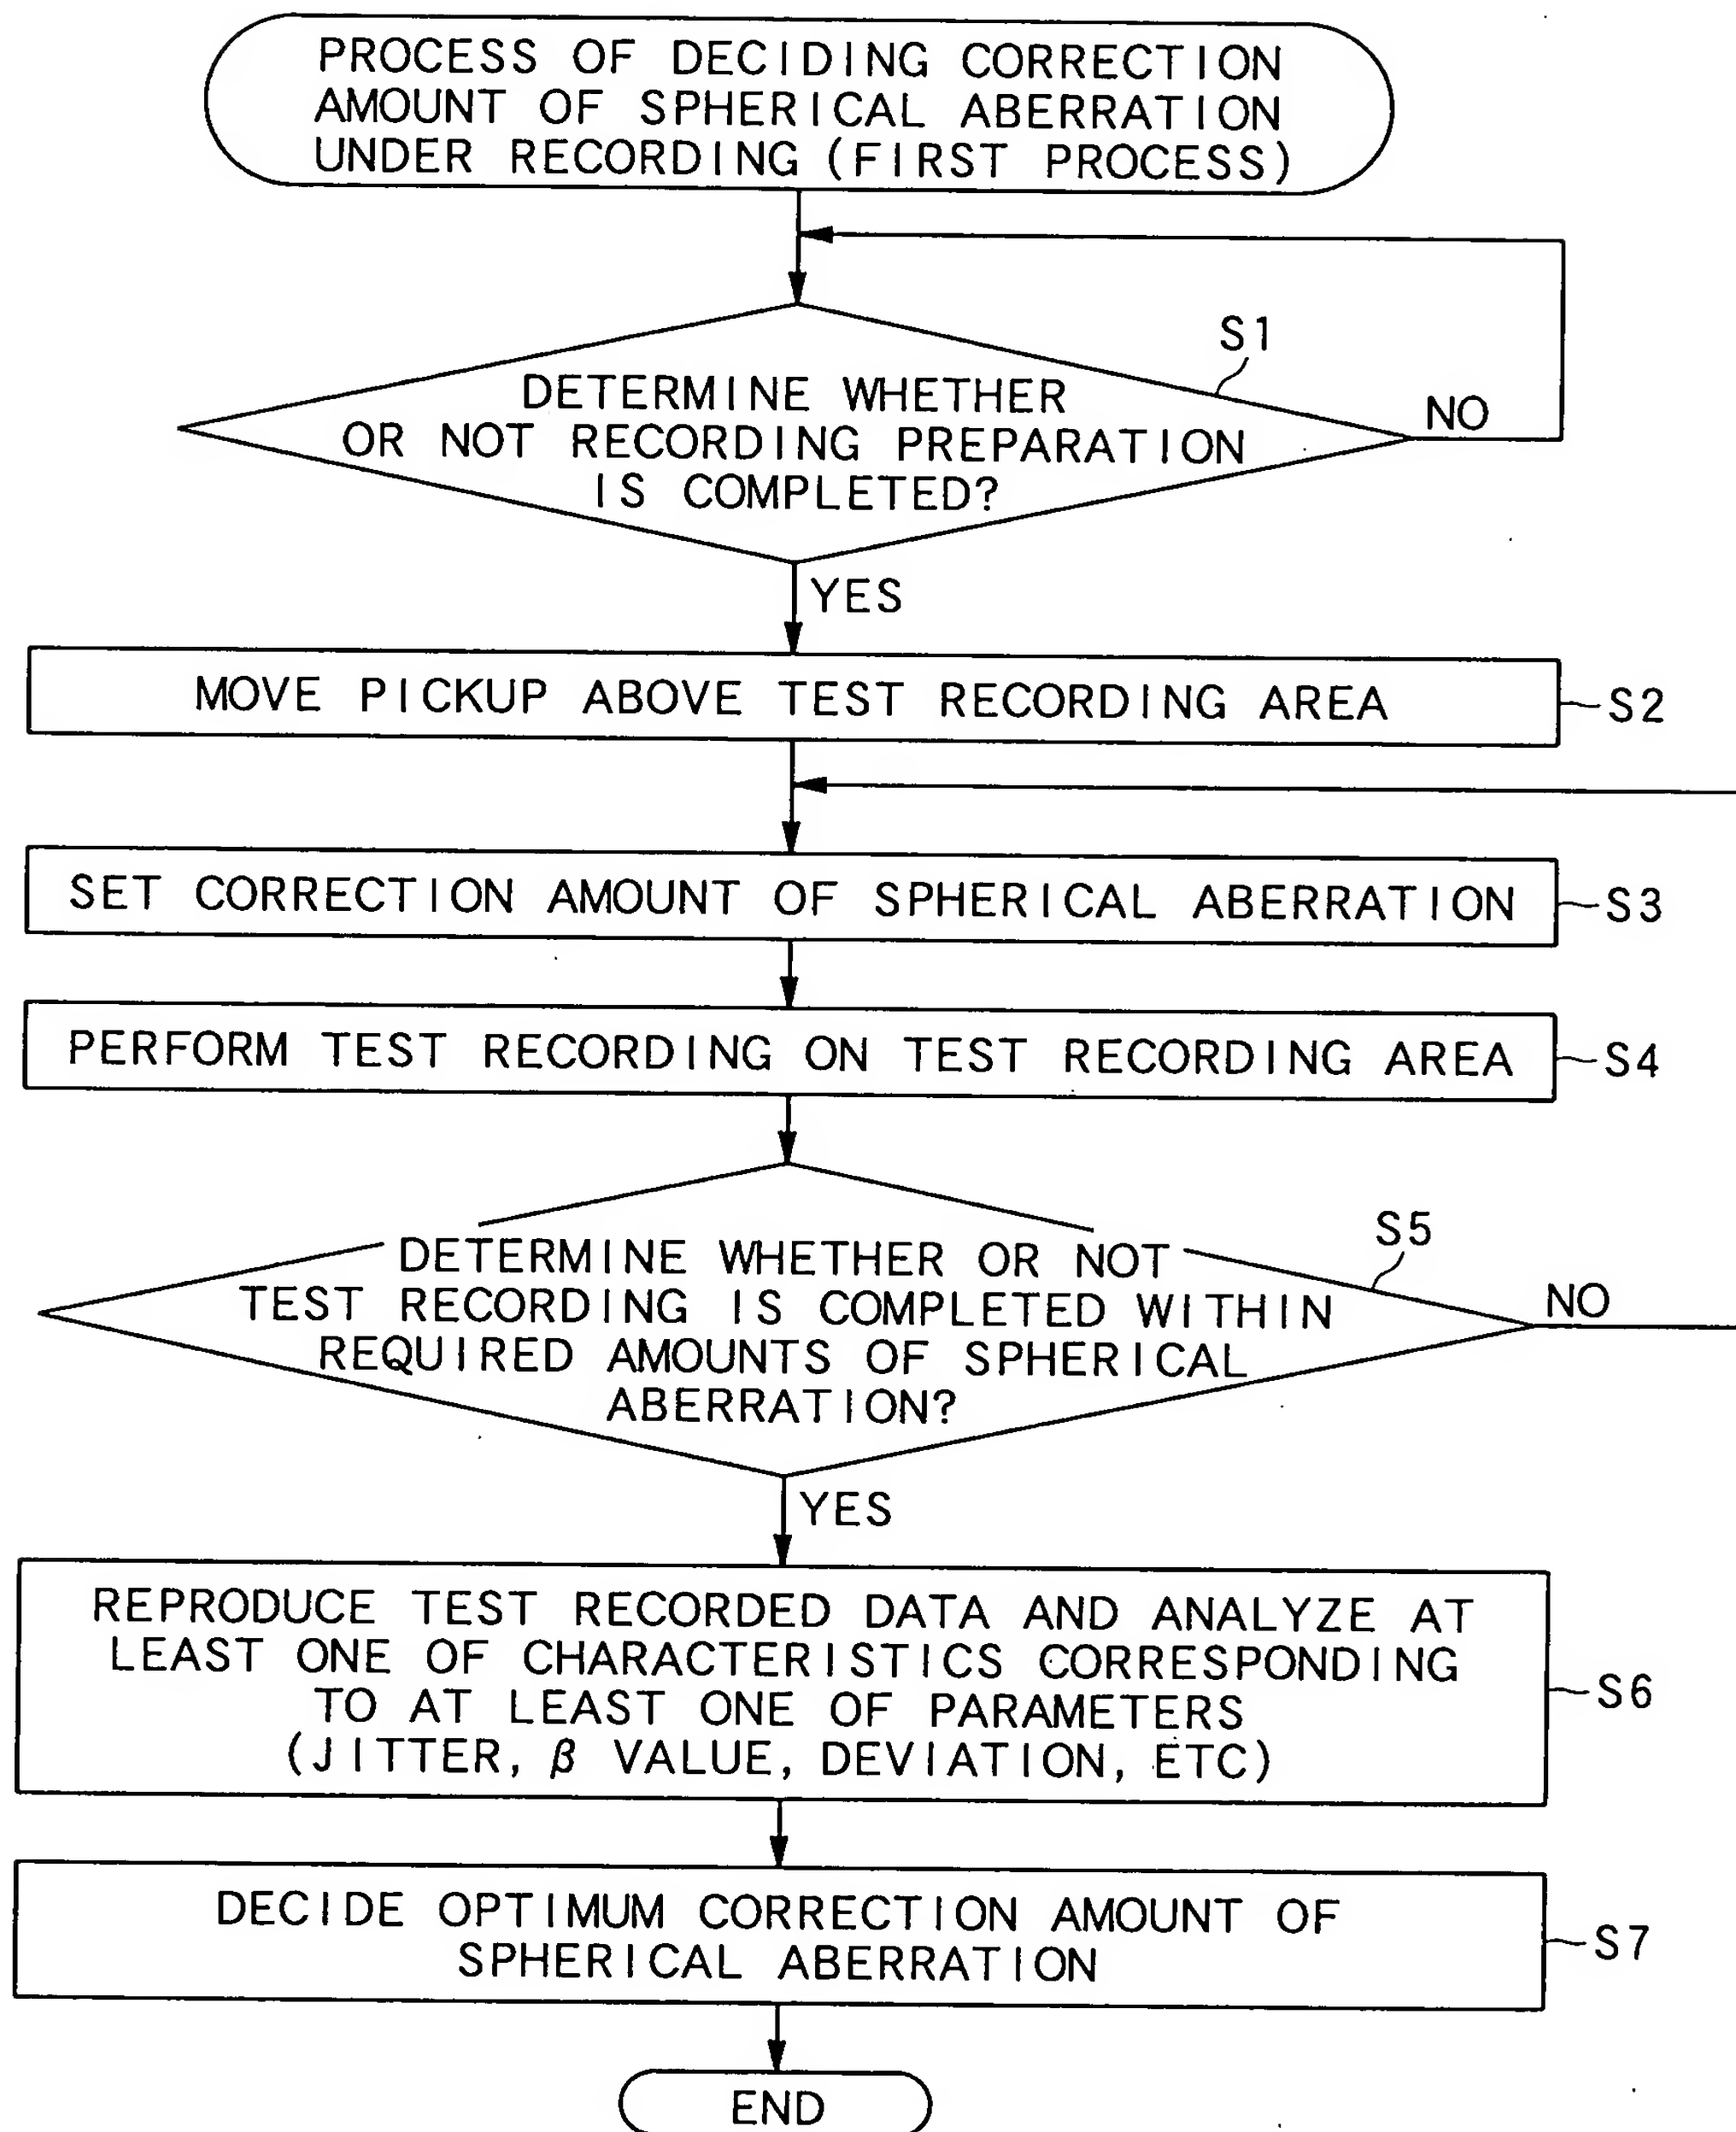 PROCESS OF DECIDING CORRECTION
AMOUNT OF SPHERICAL ABERRATION
UNDER RECORDING (FIRST PROCESS)
S1
DETERMINE WHETHER
OR NOT RECORDING PREPARATION
IS COMPLETED?
NO
YES
MOVE PICKUP ABOVE TEST RECORDING AREA
S2
SET CORRECTION AMOUNT OF SPHERICAL ABERRATION
S3
PERFORM TEST RECORDING ON TEST RECORDING AREA
S4
S5
DETERMINE WHETHER OR NOT
TEST RECORDING IS COMPLETED WITHIN
REQUIRED AMOUNTS OF SPHERICAL
ABERRATION?
NO
YES
REPRODUCE TEST RECORDED DATA AND ANALYZE AT
LEAST ONE OF CHARACTERISTICS CORRESPONDING
TO AT LEAST ONE OF PARAMETERS
(JITTER, β VALUE, DEVIATION, ETC)
S6
DECIDE OPTIMUM CORRECTION AMOUNT OF
SPHERICAL ABERRATION
S7
END